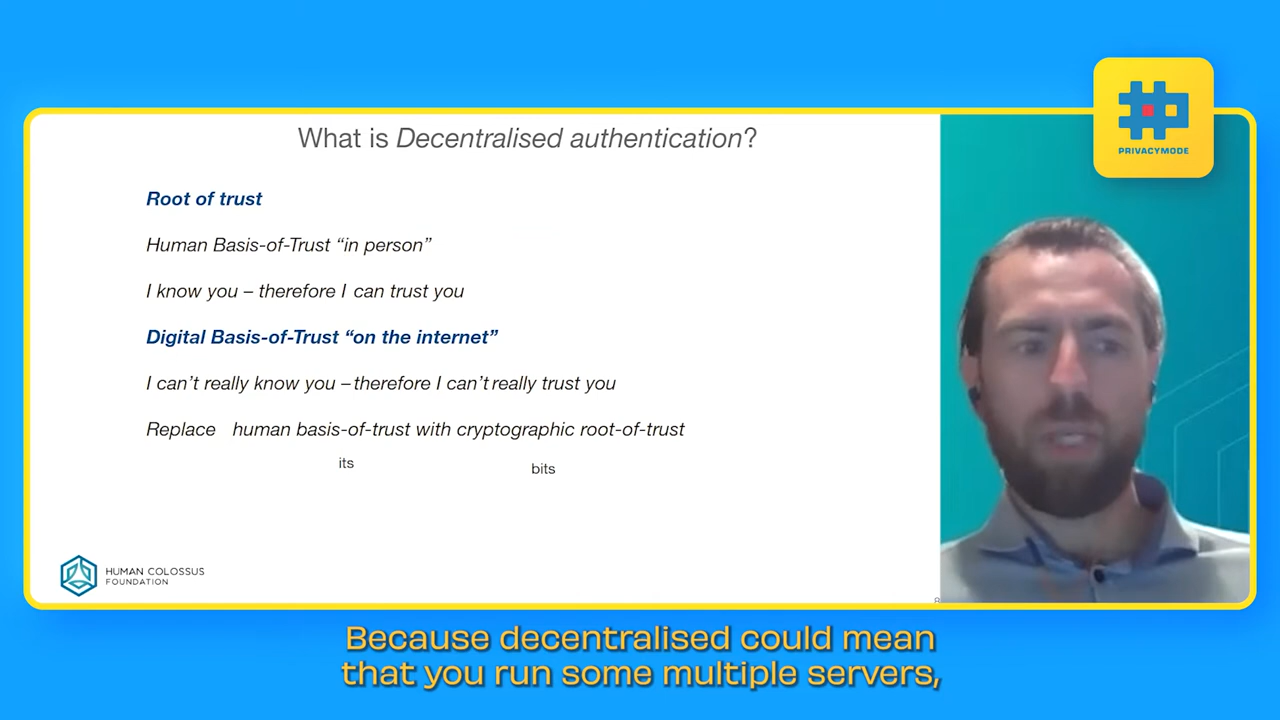 What is Decentralised authentication?
PRIVACYMODE
Root of trust
Human Basis-of-Trust “in person”
I know you – therefore I can trust you
Digital Basis-of-Trust “on the internet”
I can’t really know you – therefore I can’t really trust you
Replace human basis-of-trust with cryptographic root-of-trust
its
bits
HUMAN COLOSSUS
FOUNDATION
8
Because decentralised could mean
that you run some multiple servers,